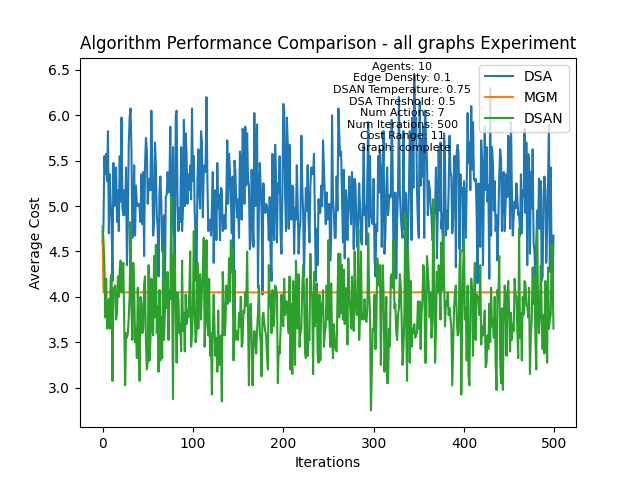 Algorithm Performance Comparison - all graphs Experiment
Agents: 10
Edge Density: 0.1
DSAN Temperature: 0.75
DSA Threshold: 0.5
Num Actions: 7
Num Iterations: 500
Cost Range: 11
Graph: complete
DSA
MGM
DSAN
Average Cost
6.5
6.0
5.5
5.0
4.5
4.0
3.5
3.0
0 100 200 300 400 500
Iterations